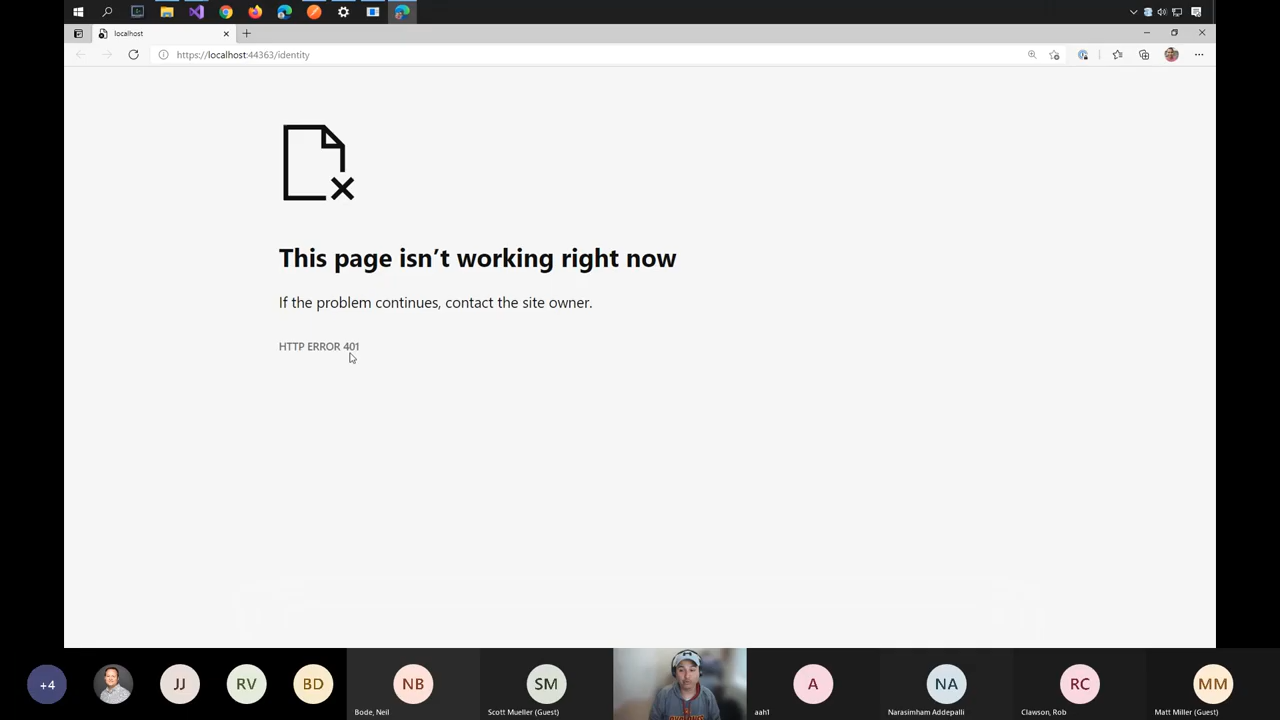 localhost
https://localhost:44363/identity
This page isn't working right now
If the problem continues, contact the site owner.
HTTP ERROR 401
+4
JJ
RV
BD
NB
SM
A
NA
RC
MM
Bode, Neil
Scott Mueller (Guest)
aah1
Narasimham Addepalli
Clawson, Rob
Matt Miller (Guest)